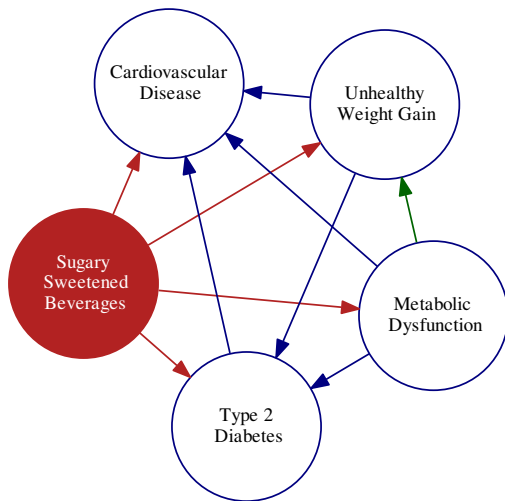 Cardiovascular
Disease
Unhealthy
Weight Gain
Sugary
Sweetened
Beverages
Metabolic
Dysfunction
Type 2
Diabetes